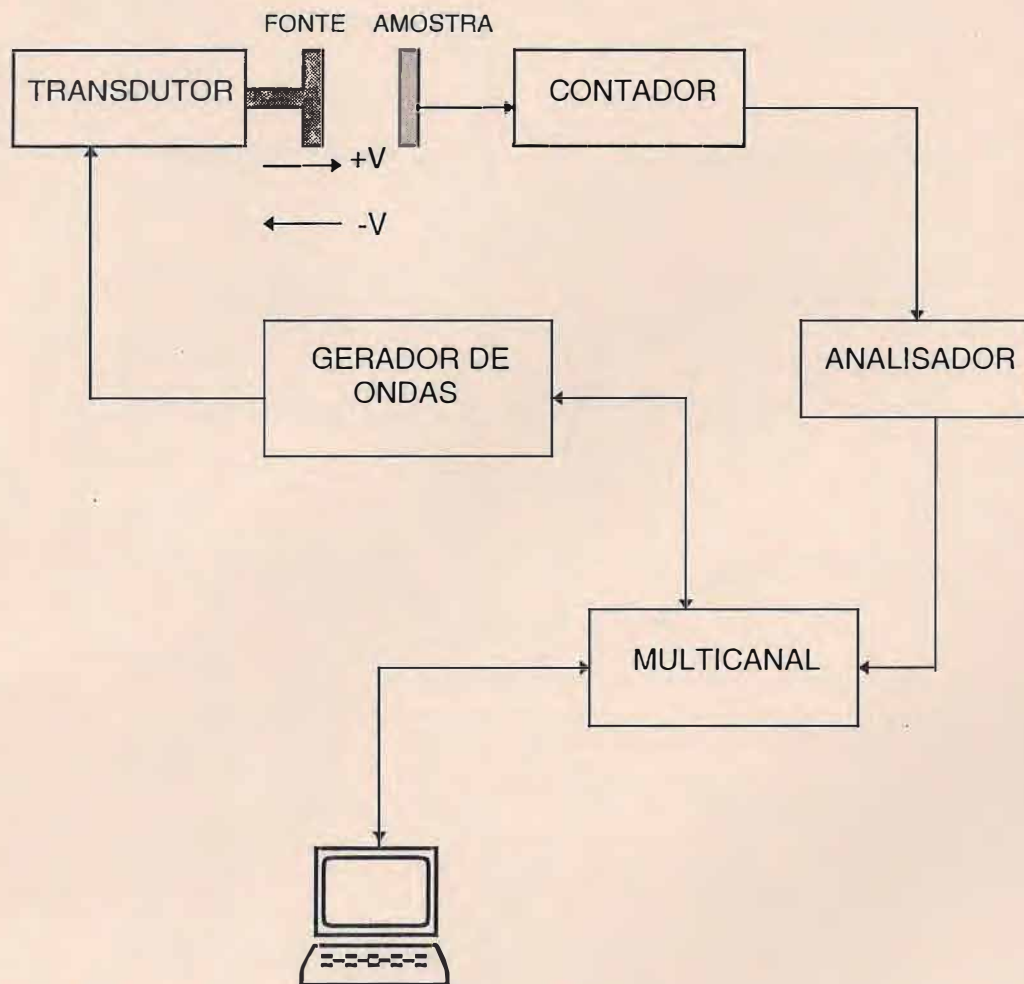 FONTE AMOSTRA
TRANSDUTOR
CONTADOR
+V
-V
GERADOR DE
ONDAS
ANALISADOR
MULTICANAL